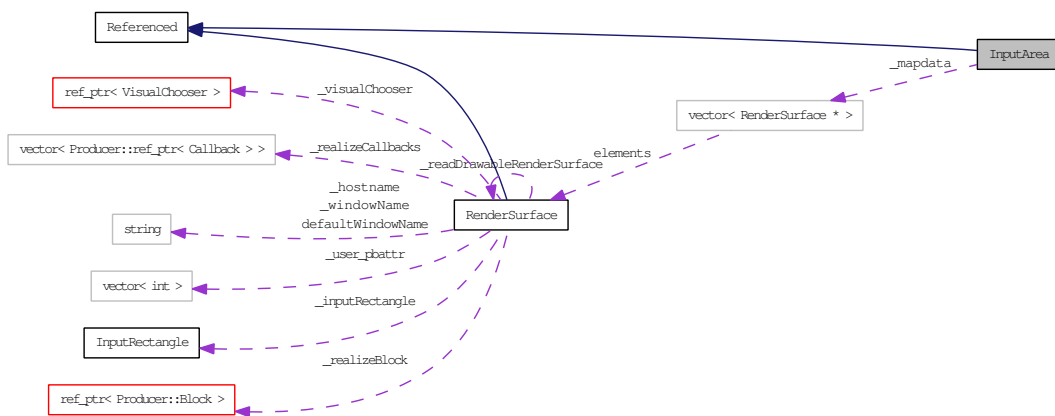 Referenced
InputArea
_mapdata
ref_ptr< VisualChooser >
_visualChooser
vector< RenderSurface * >
vector< Producer::ref_ptr< Callback > >
_realizeCallbacks
elements
_readDrawableRenderSurface
_hostname
_windowName
defaultWindowName
RenderSurface
string
_user_pbattr
vector< int >
_inputRectangle
InputRectangle
_realizeBlock
ref_ptr< Producer::Block >